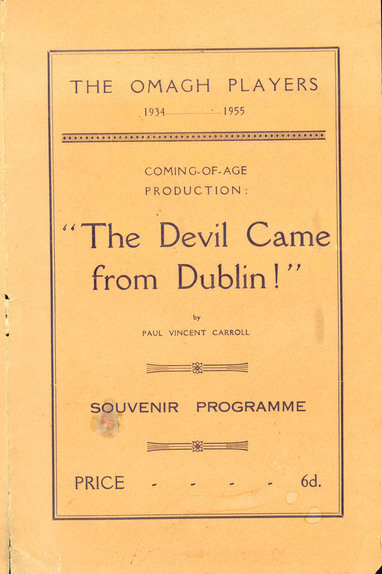 THE OMAGH PLAYERS
1934 - 1955
COMING-OF-AGE
PRODUCTION:
"The Devil Came
from Dublin!"
by
PAUL VINCENT CARROLL
SOUVENIR PROGRAMME
PRICE - - - - 6d.